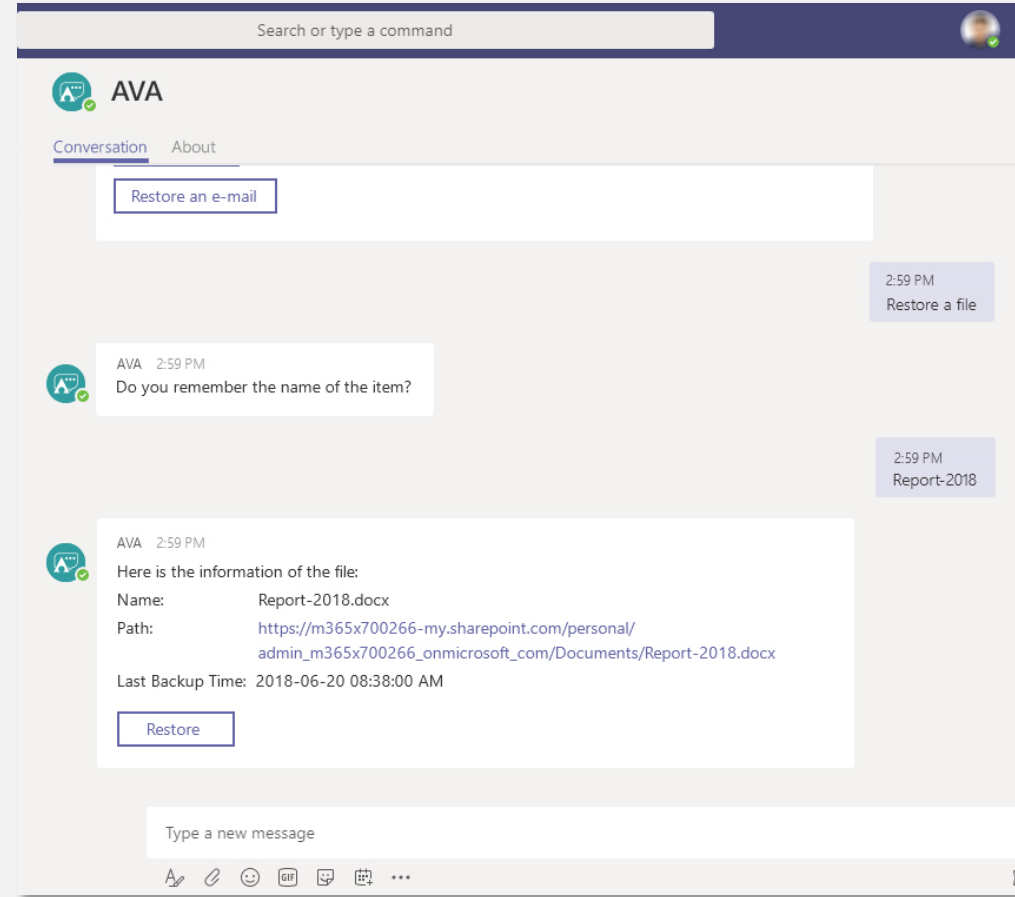 Search or type a command
AVA
Conversation About
Restore an e-mail
2:59 PM
Restore a file
AVA 2:59 PM
Do you remember the name of the item?
2:59 PM
Report-2018
AVA 2:59 PM
Here is the information of the file:
Name: Report-2018.docx
Path: https://m365x700266-my.sharepoint.com/personal/
admin_m365x700266_onmicrosoft_com/Documents/Report-2018.docx
Last Backup Time: 2018-06-20 08:38:00 AM
Restore
Type a new message
GIF